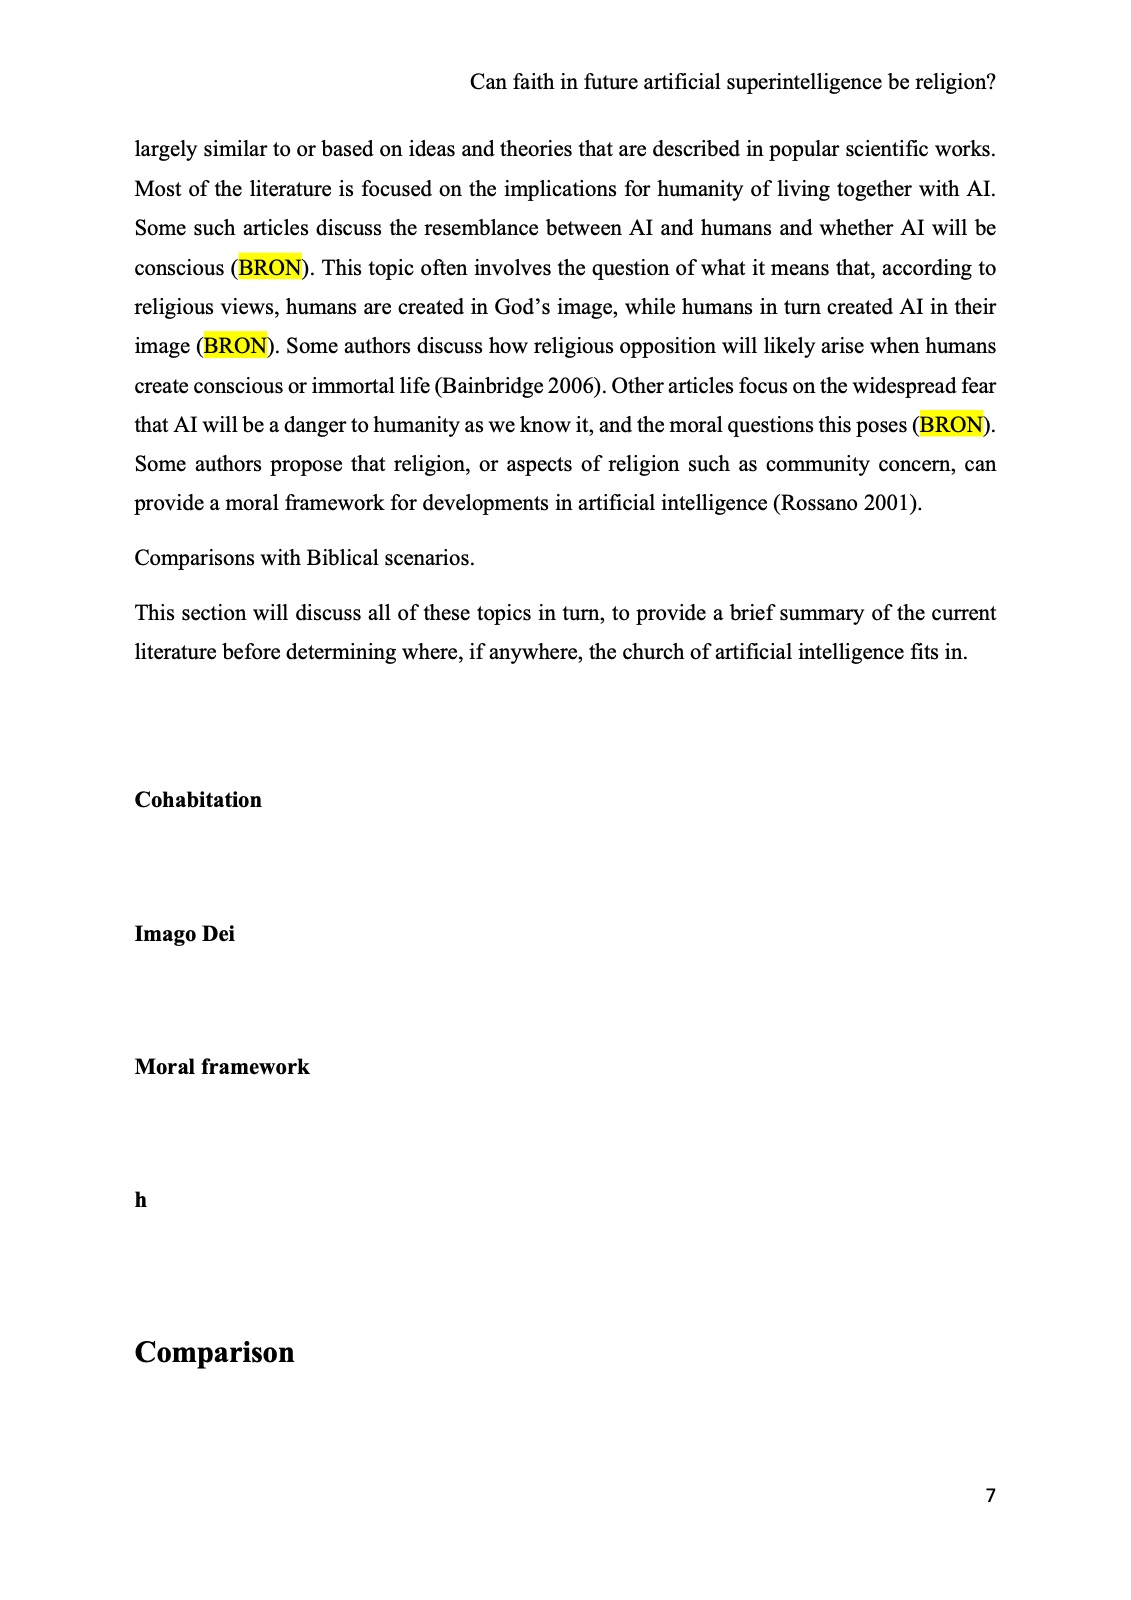 Can faith in future artificial superintelligence be religion?
largely similar to or based on ideas and theories that are described in popular scientific works.
Most of the literature is focused on the implications for humanity of living together with AI.
Some such articles discuss the resemblance between AI and humans and whether AI will be
conscious (BRON). This topic often involves the question of what it means that, according to
religious views, humans are created in God’s image, while humans in turn created AI in their
image (BRON). Some authors discuss how religious opposition will likely arise when humans
create conscious or immortal life (Bainbridge 2006). Other articles focus on the widespread fear
that AI will be a danger to humanity as we know it, and the moral questions this poses (BRON).
Some authors propose that religion, or aspects of religion such as community concern, can
provide a moral framework for developments in artificial intelligence (Rossano 2001).
Comparisons with Biblical scenarios.
This section will discuss all of these topics in turn, to provide a brief summary of the current
literature before determining where, if anywhere, the church of artificial intelligence fits in.
Cohabitation
Imago Dei
Moral framework
h
Comparison
7